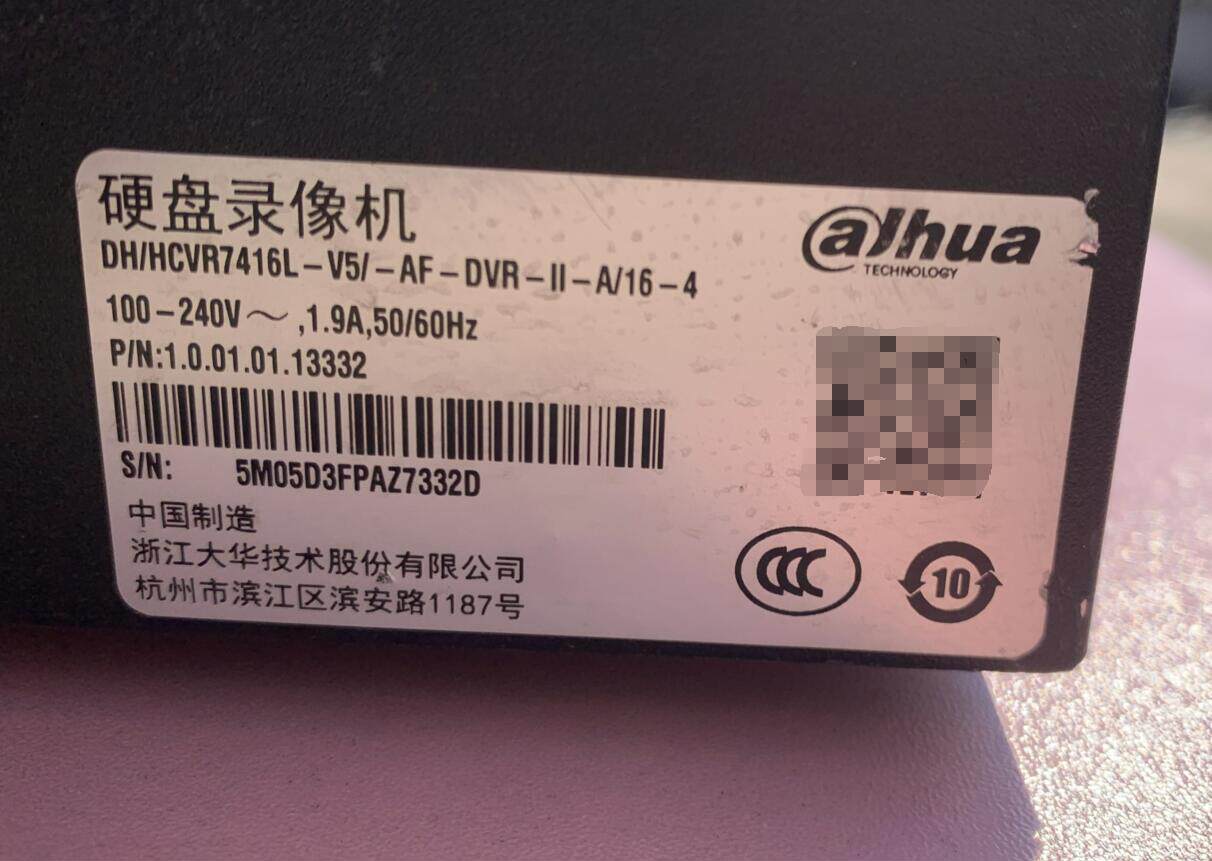 硬盘录像机
DH/HCVR7416L-V5/-AF-DVR-II-A/16-4
100-240V～,1.9A,50/60Hz
P/N:1.0.01.01.13332
S/N: 5M05D3FPAZ7332D
中国制造
浙江大华技术股份有限公司
杭州市滨江区滨安路1187号
alhua
TECHNOLOGY
CCC
10